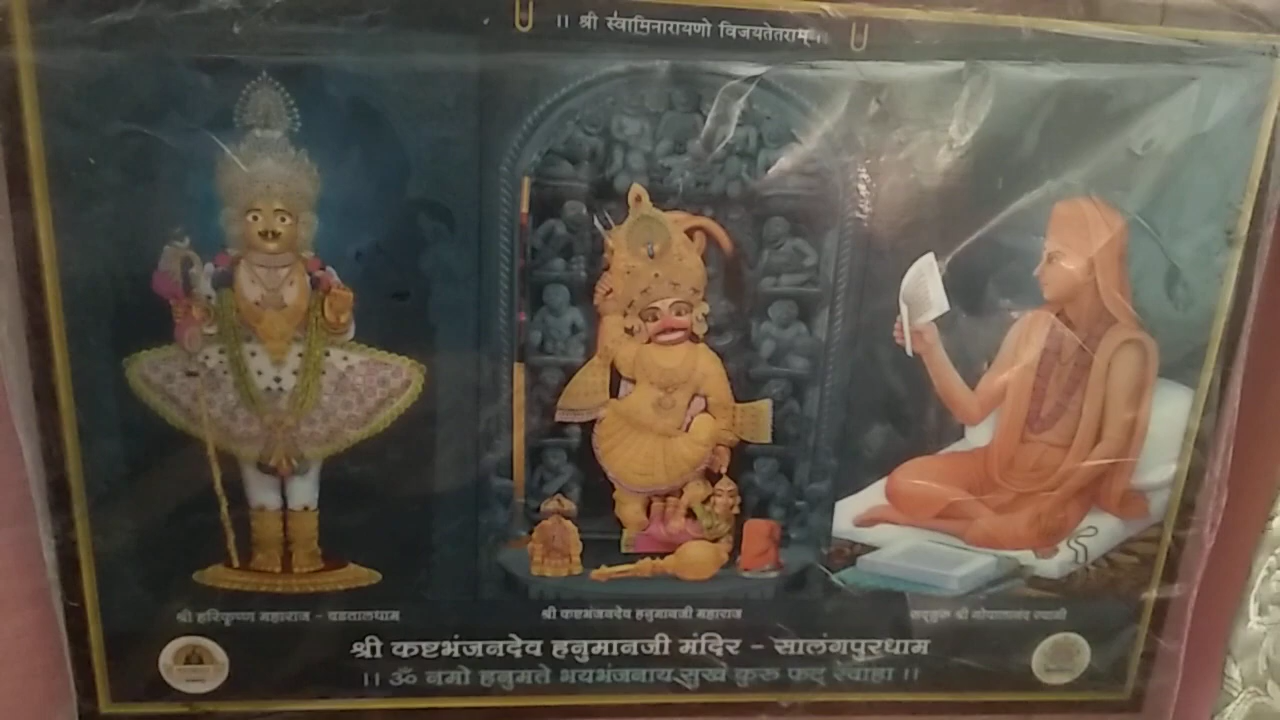 ।। श्री स्वामिनारायणो विजयतेतराम् ।।
श्री हरिकृष्ण महाराज - वडतालधाम
श्री कष्टभंजनदेव हनुमानजी महाराज
सद्‌गुरु श्री गोपालानंद स्वामी
श्री कष्टभंजनदेव हनुमानजी मंदिर - सालंगपुरधाम
।। ॐ नमो हनुमते भयभंजनाय सुखं कुरु फट् स्वाहा ।।